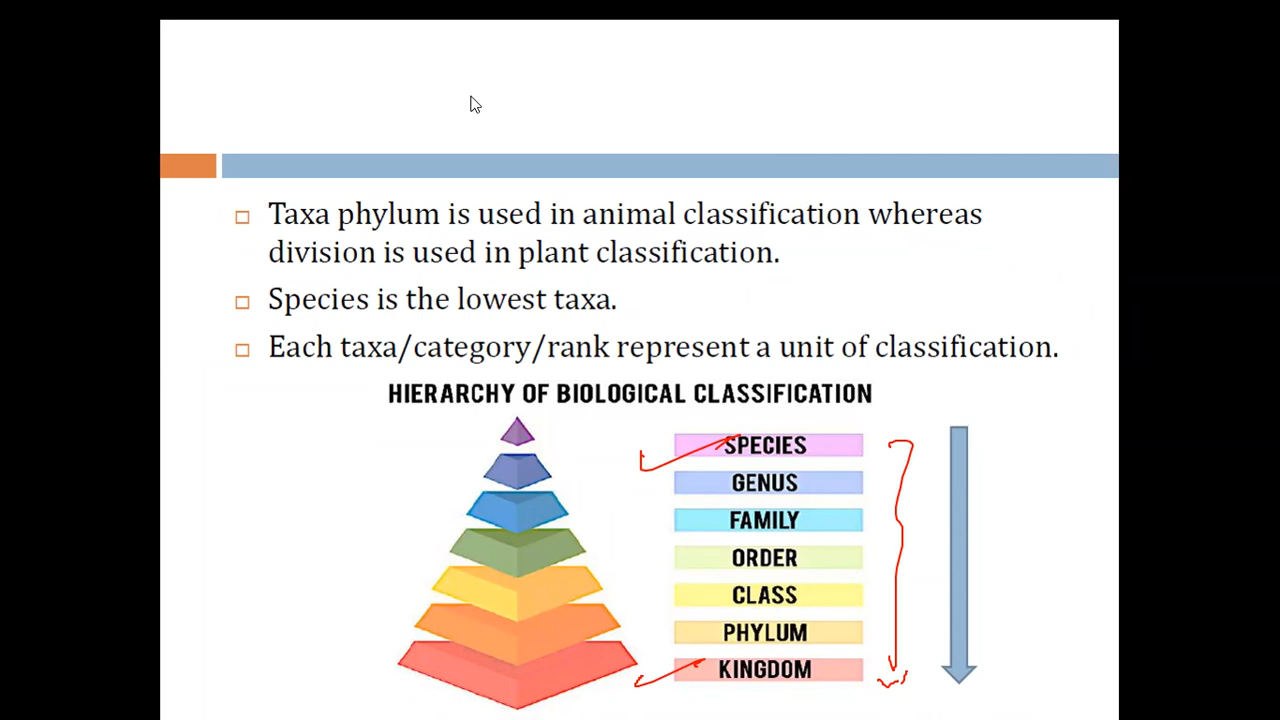 Taxa phylum is used in animal classification whereas
division is used in plant classification.
Species is the lowest taxa.
Each taxa/category/rank represent a unit of classification.
HIERARCHY OF BIOLOGICAL CLASSIFICATION
SPECIES
GENUS
FAMILY
ORDER
CLASS
PHYLUM
KINGDOM